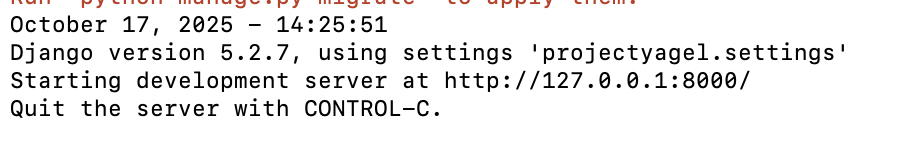 Run 'python manage.py migrate' to apply them.
October 17, 2025 - 14:25:51
Django version 5.2.7, using settings 'projectyagel.settings'
Starting development server at http://127.0.0.1:8000/
Quit the server with CONTROL-C.